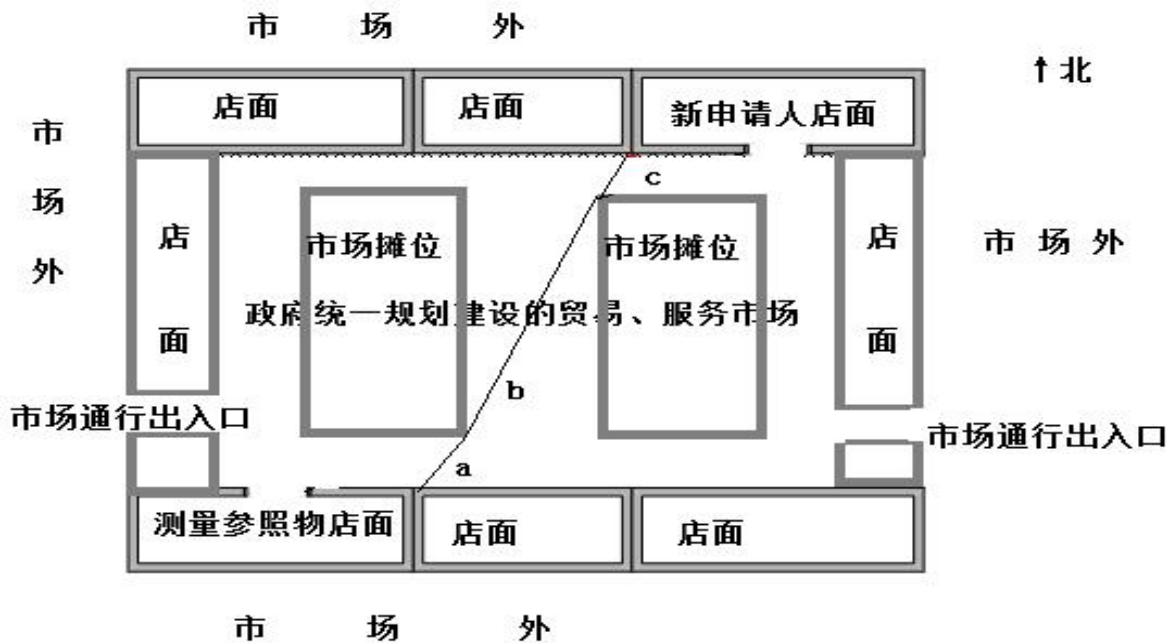 市 场 外
↑北
店面
店面
新申请人店面
市
场
外
c
店
面
市场摊位
市场摊位
店
面
市 场 外
政府统一规划建设的贸易、服务市场
b
市场通行出入口
市场通行出入口
a
测量参照物店面
店面
店面
市 场 外